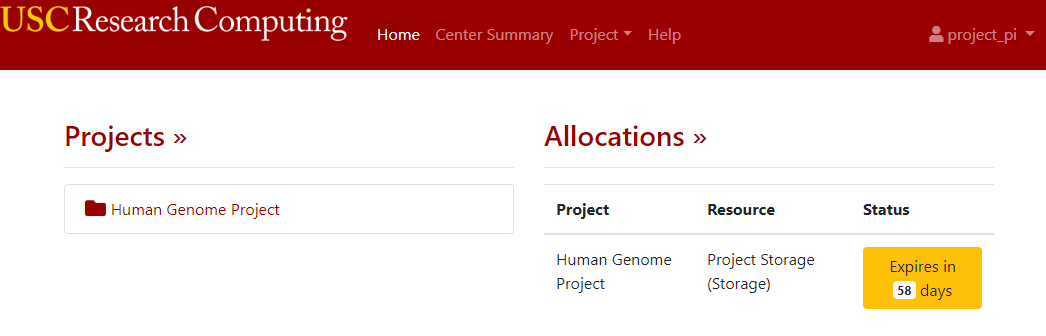 USC Research Computing Home Center Summary Project Help project_pi
Projects »
Human Genome Project
Allocations »
Project Resource Status
Human Genome Project Storage Expires in
Project (Storage) 58 days